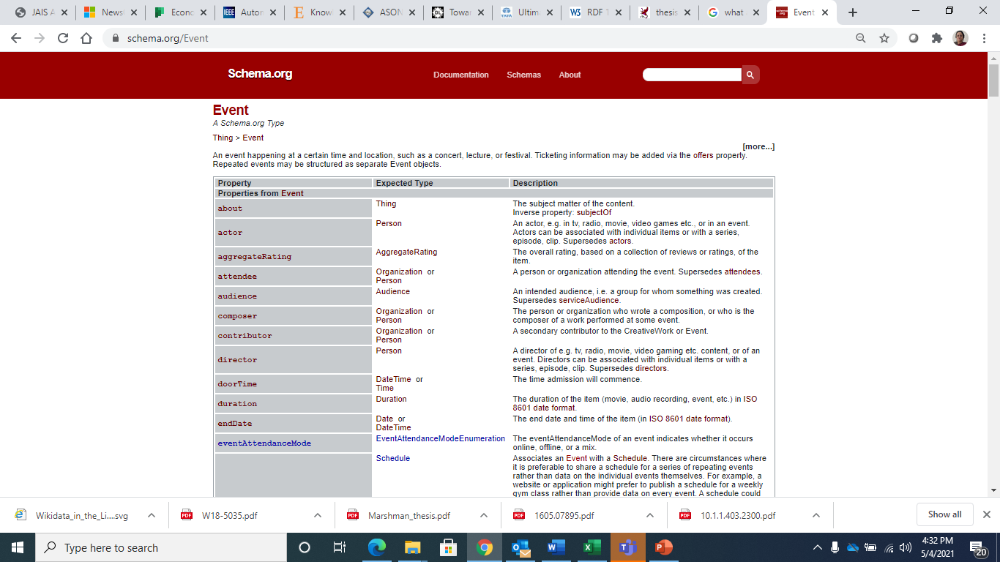 JAIS A
News
Econo
Auton
Know
ASON
Towar
Ultim
RDF 1
thesis
what
Event
schema.org/Event
Schema.org
Documentation Schemas About
Event
A Schema.org Type
Thing > Event
[more...]
An event happening at a certain time and location, such as a concert, lecture, or festival. Ticketing information may be added via the offers property.
Repeated events may be structured as separate Event objects.
Property Expected Type Description
Properties from Event
about Thing The subject matter of the content.
Inverse property: subjectOf
actor Person An actor, e.g. in tv, radio, movie, video games etc., or in an event.
Actors can be associated with individual items or with a series,
episode, clip. Supersedes actors.
aggregateRating AggregateRating The overall rating, based on a collection of reviews or ratings, of the
item.
attendee Organization or A person or organization attending the event. Supersedes attendees.
Person
audience Audience An intended audience, i.e. a group for whom something was created.
Supersedes serviceAudience.
composer Organization or The person or organization who wrote a composition, or who is the
Person composer of a work performed at some event.
contributor Organization or A secondary contributor to the CreativeWork or Event.
Person
director Person A director of e.g. tv, radio, movie, video gaming etc. content, or of an
event. Directors can be associated with individual items or with a
series, episode, clip. Supersedes directors.
doorTime DateTime or The time admission will commence.
Time
duration Duration The duration of the item (movie, audio recording, event, etc.) in ISO
8601 date format.
endDate Date or The end date and time of the item (in ISO 8601 date format).
DateTime
eventAttendanceMode EventAttendanceModeEnumeration The eventAttendanceMode of an event indicates whether it occurs
online, offline, or a mix.
Schedule Associates an Event with a Schedule. There are circumstances where
it is preferable to share a schedule for a series of repeating events
rather than data on the individual events themselves. For example, a
website or application might prefer to publish a schedule for a weekly
gym class rather than provide data on every event. A schedule could
Wikidata_in_the_Li....svg
W18-5035.pdf
Marshman_thesis.pdf
1605.07895.pdf
10.1.1.403.2300.pdf
Show all
Type here to search
4:32 PM
5/4/2021
20